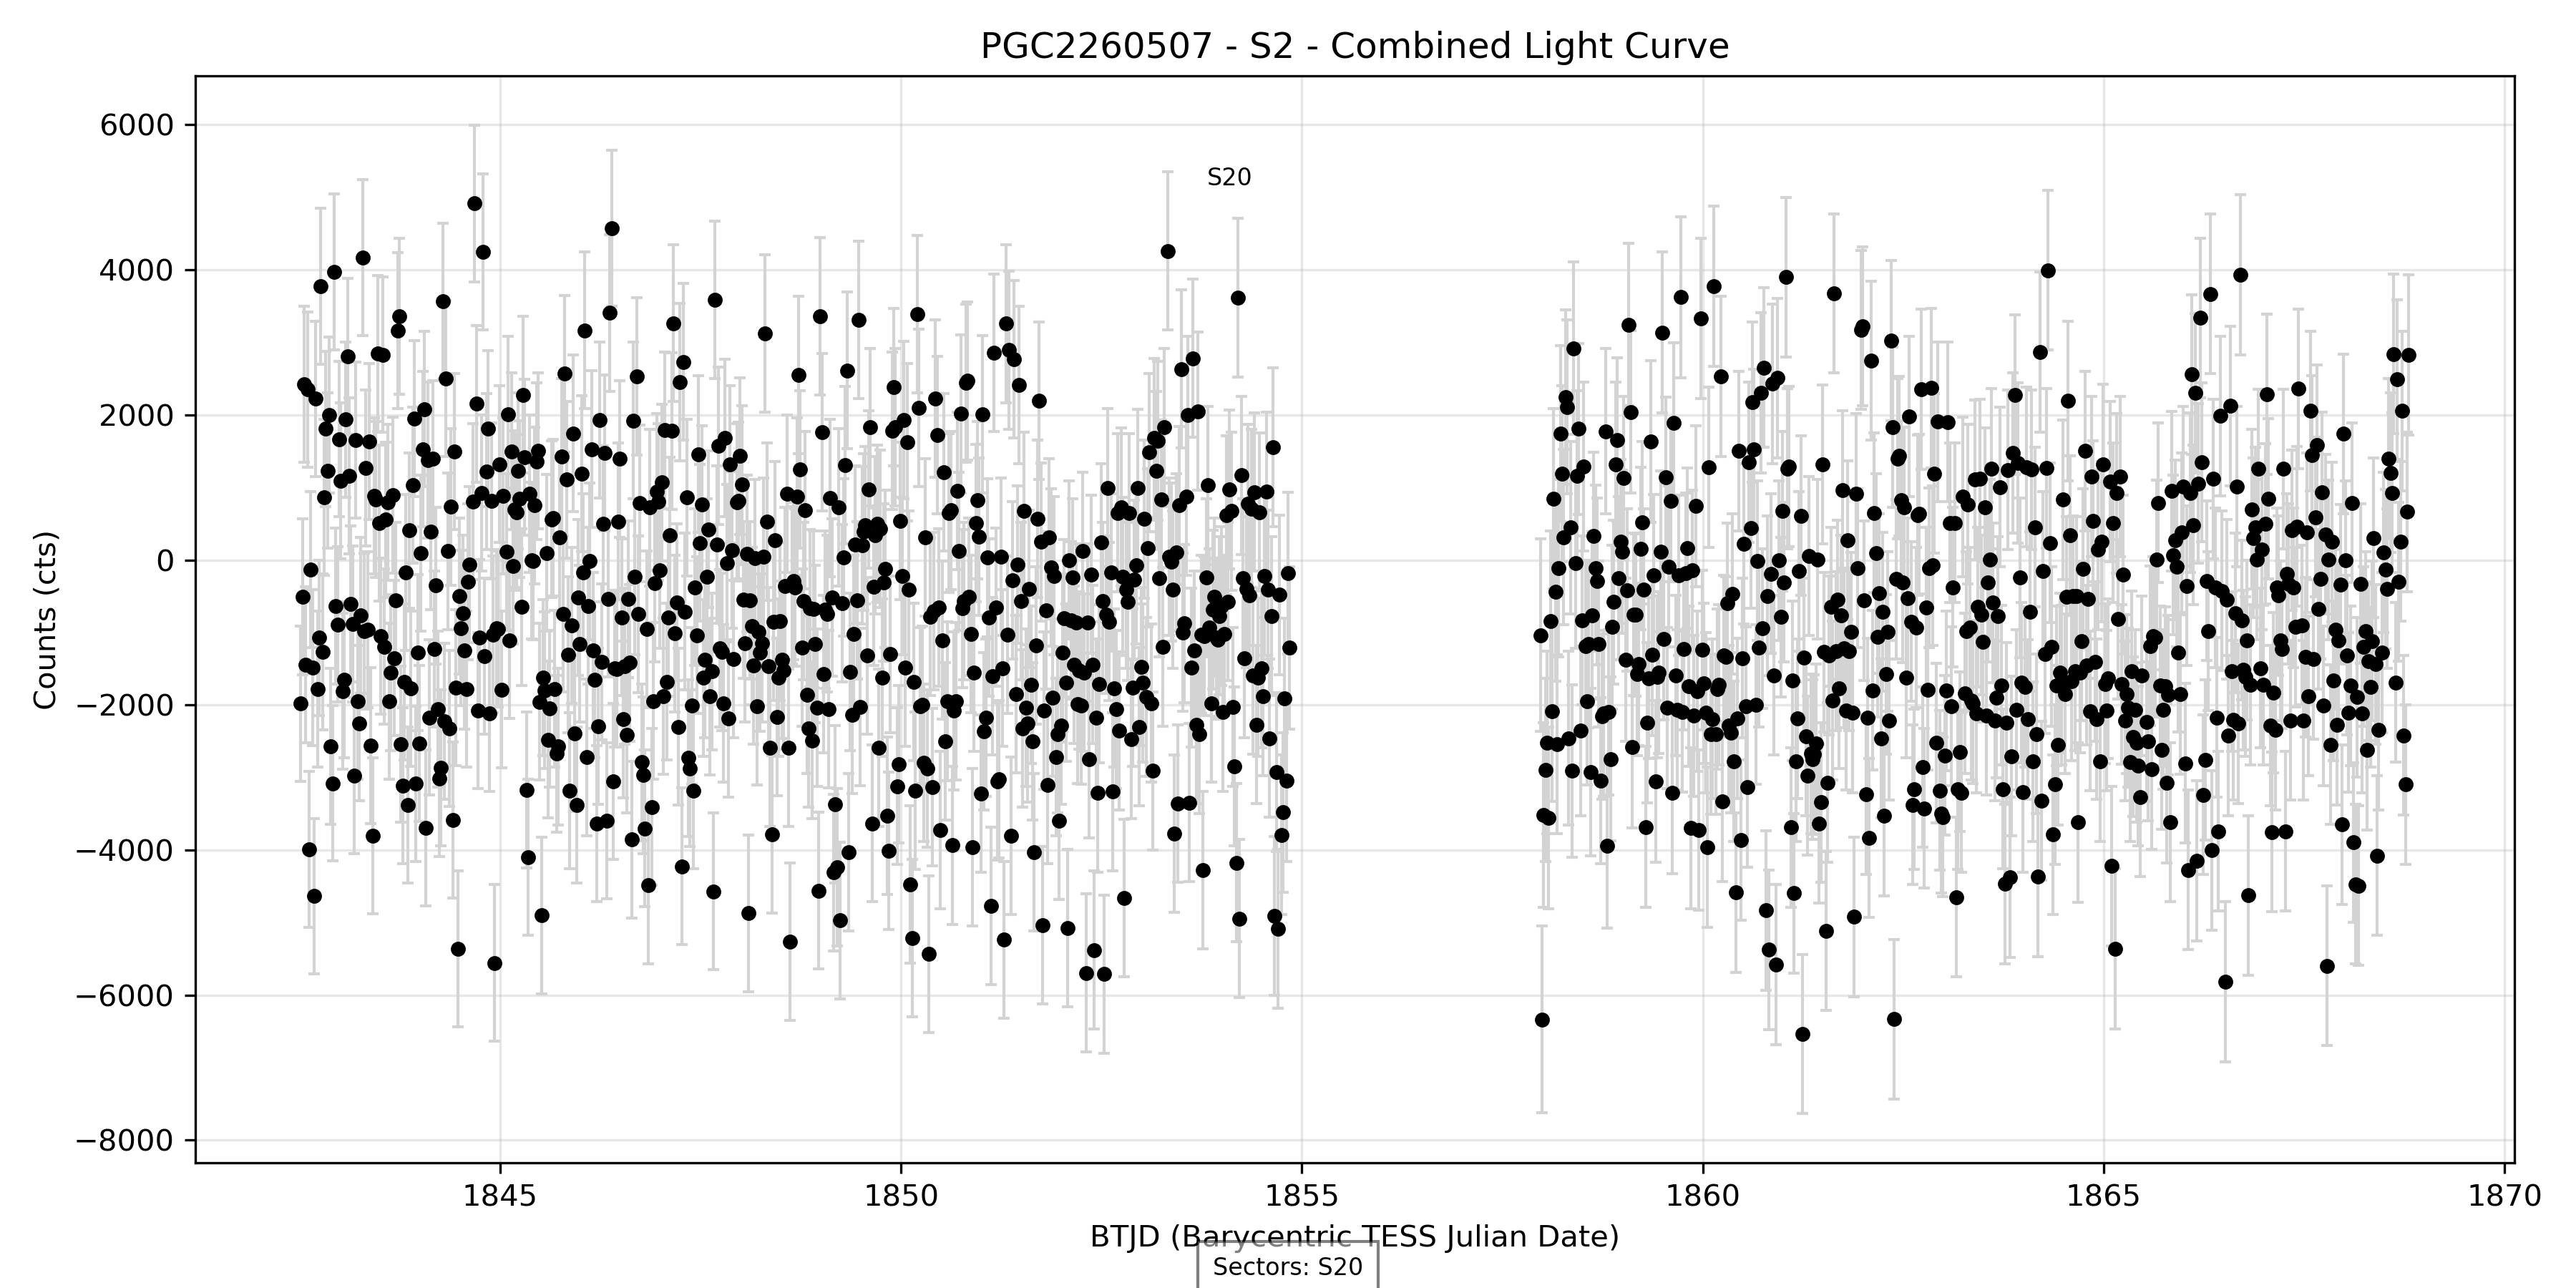 PGC2260507 - S2 - Combined Light Curve
6000
4000
2000
0
−2000
−4000
−6000
−8000
Counts (cts)
S20
1845
1850
1855
1860
1865
1870
BTJD (Barycentric TESS Julian Date)
Sectors: S20